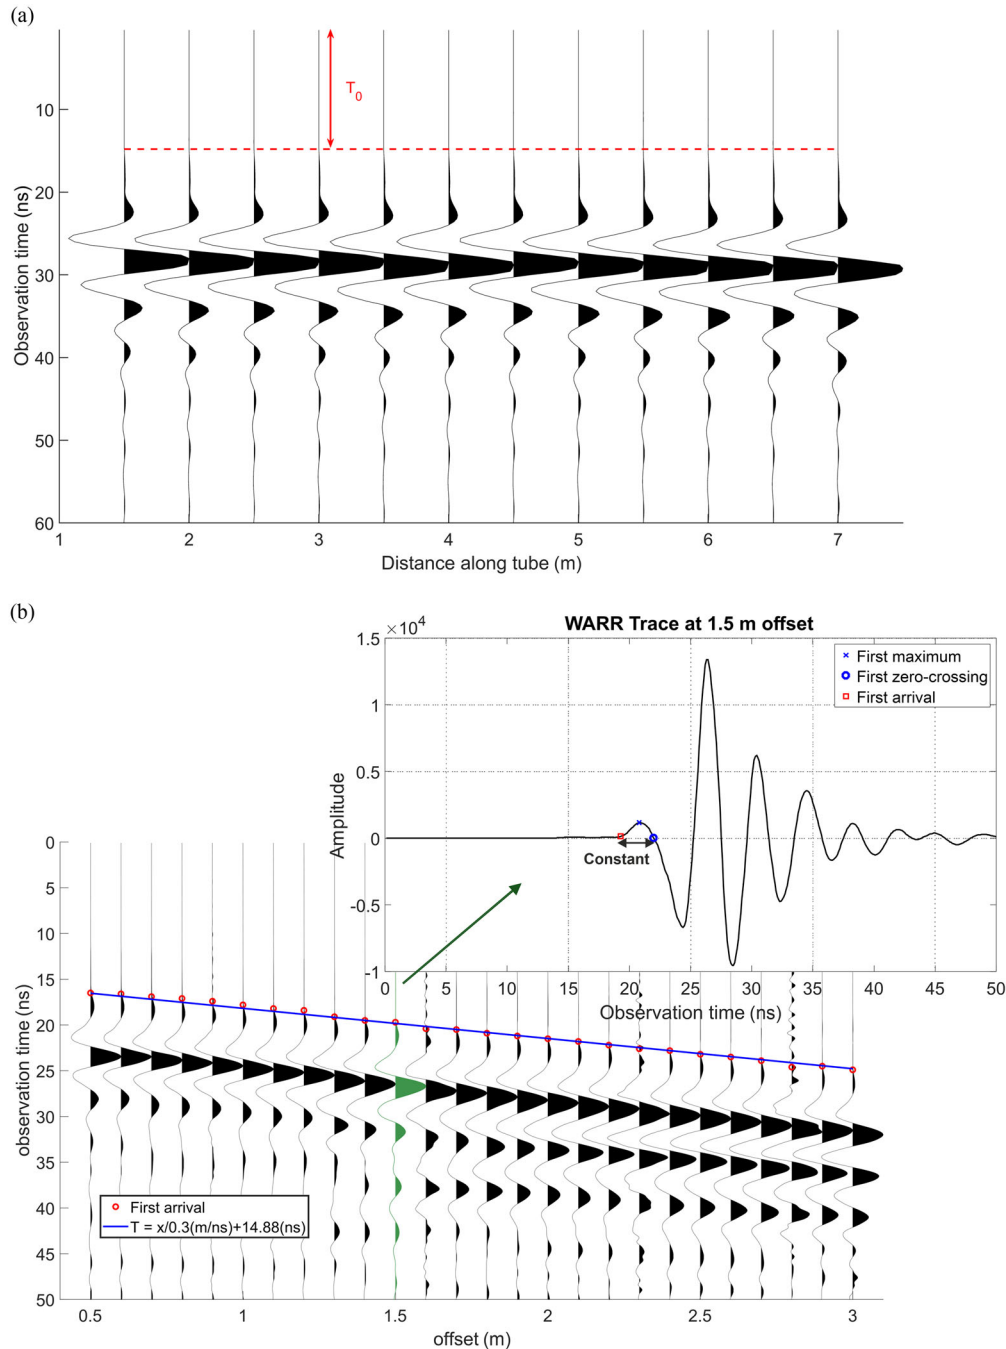 (a)
T0
10
20
30
40
50
60
Observation time (ns)
1 2 3 4 5 6 7
Distance along tube (m)
(b)
WARR Trace at 1.5 m offset
×10⁴
1.5
1
0.5
0
-0.5
-1
Amplitude
First maximum
First zero-crossing
First arrival
Constant
0 5 10 15 20 25 30 35 40 45 50
Observation time (ns)
0
5
10
15
20
25
30
35
40
45
50
observation time (ns)
First arrival
T = x/0.3(m/ns)+14.88(ns)
0.5 1 1.5 2 2.5 3
offset (m)